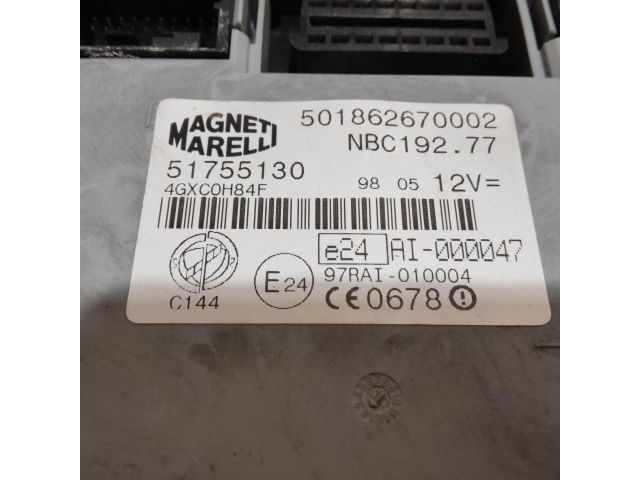 MAGNETI MARELLI 501862670002
NBC192.77
51755130
4GXC0H84F 98 05 12V=
e24 AI-000047
E24 97RAI-010004
C144 CE0678